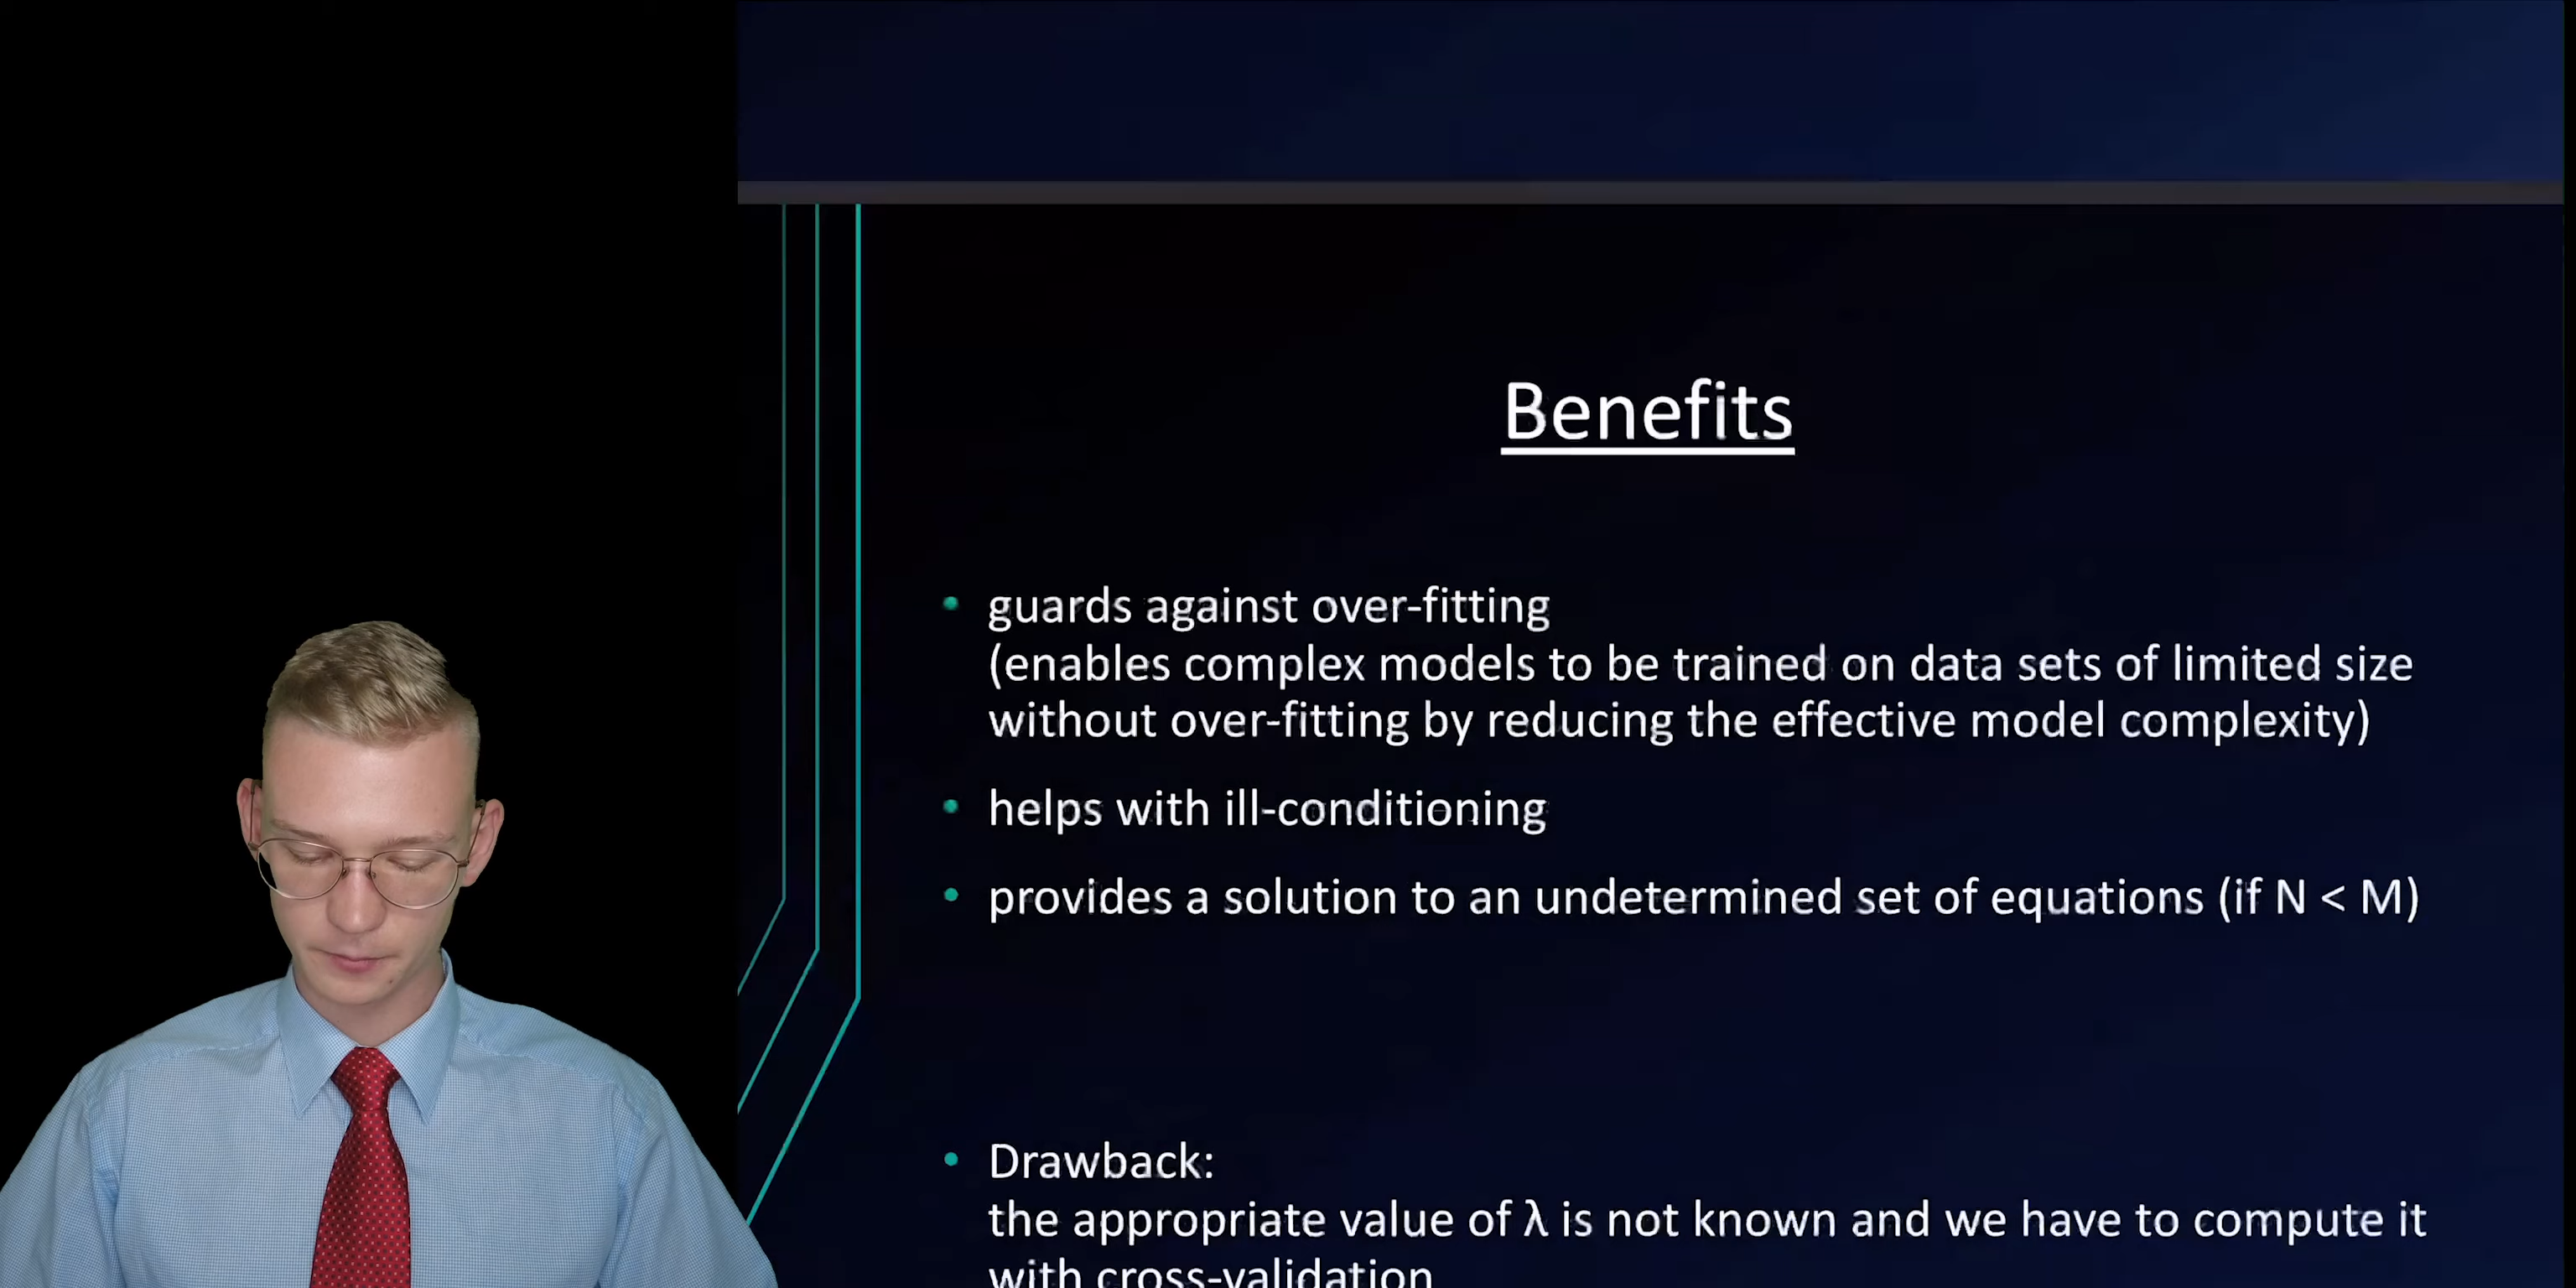 Benefits
• guards against over-fitting
(enables complex models to be trained on data sets of limited size
without over-fitting by reducing the effective model complexity)
• helps with ill-conditioning
• provides a solution to an undetermined set of equations (if N < M)
• Drawback:
the appropriate value of λ is not known and we have to compute it
with cross-validation